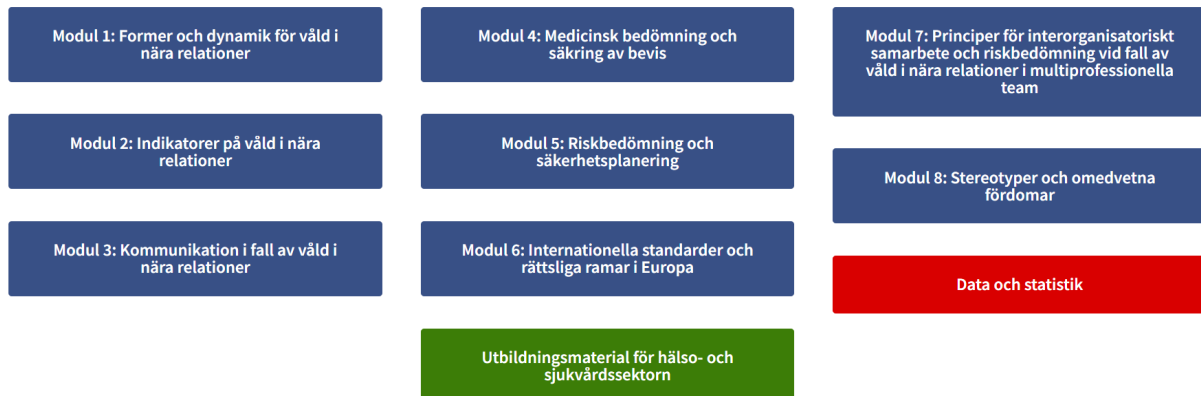 Modul 1: Former och dynamik för våld i
nära relationer
Modul 2: Indikatorer på våld i nära
relationer
Modul 3: Kommunikation i fall av våld i
nära relationer
Modul 4: Medicinsk bedömning och
säkring av bevis
Modul 5: Riskbedömning och
säkerhetsplanering
Modul 6: Internationella standarder och
rättsliga ramar i Europa
Utbildningsmaterial för hälso- och
sjukvårdssektorn
Modul 7: Principer för interorganisatoriskt
samarbete och riskbedömning vid fall av
våld i nära relationer i multiprofessionella
team
Modul 8: Stereotyper och omedvetna
fördomar
Data och statistik